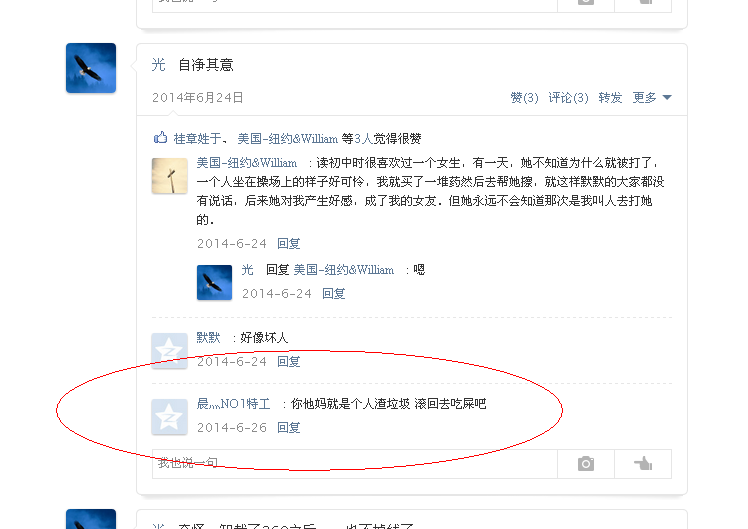 光 自净其意
2014年6月24日 赞(3) 评论(3) 转发 更多
桂章姓于、 美国-纽约&William 等3人觉得很赞
美国-纽约&William ：读初中时很喜欢过一个女生，有一天，她不知道为什么就被打了，
一个人坐在操场上的样子好可怜，我就买了一堆药然后去帮她擦，就这样默默的大家都没
有说话，后来她对我产生好感，成了我的女友．但她永远不会知道那次是我叫人去打她
的．
2014-6-24 回复
光 回复 美国-纽约&William ：嗯
2014-6-24 回复
默默 ：好像坏人
2014-6-24 回复
晨灬NO1特工 ：你他妈就是个人渣垃圾 滚回去吃屎吧
2014-6-26 回复
我也说一句